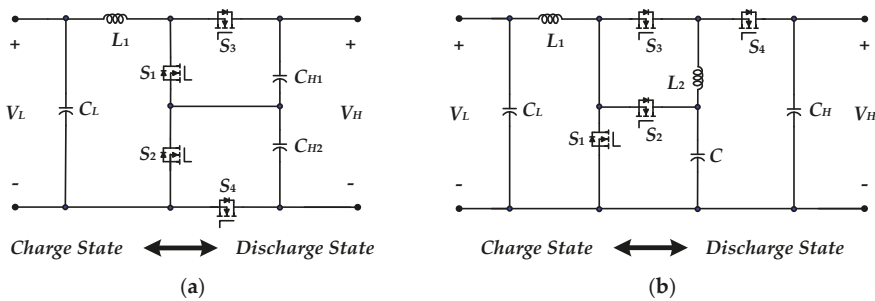 + L1 S3 +
S1 CH1
VL CL VH
S2 CH2
- S4 -
Charge State Discharge State
(a)
+ L1 S3 S4 +
L2
VL CL S2 CH VH
S1 C
- -
Charge State Discharge State
(b)